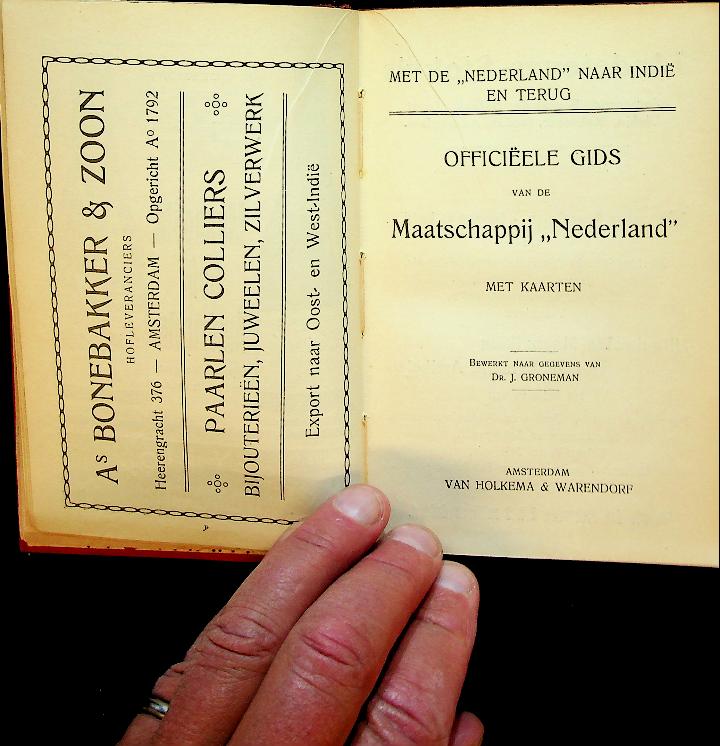 As BONEBAKKER & ZOON
HOFLEVERANCIERS
Heerengracht 376 — AMSTERDAM — Opgericht Ao 1792
PAARLEN COLLIERS
BIJOUTERIEËN, JUWEELEN, ZILVERWERK
Export naar Oost- en West-Indië
MET DE „NEDERLAND” NAAR INDIË
EN TERUG
OFFICIËELE GIDS
VAN DE
Maatschappij „Nederland”
MET KAARTEN
BEWERKT NAAR GEGEVENS VAN
DR. J. GRONEMAN
AMSTERDAM
VAN HOLKEMA & WARENDORF